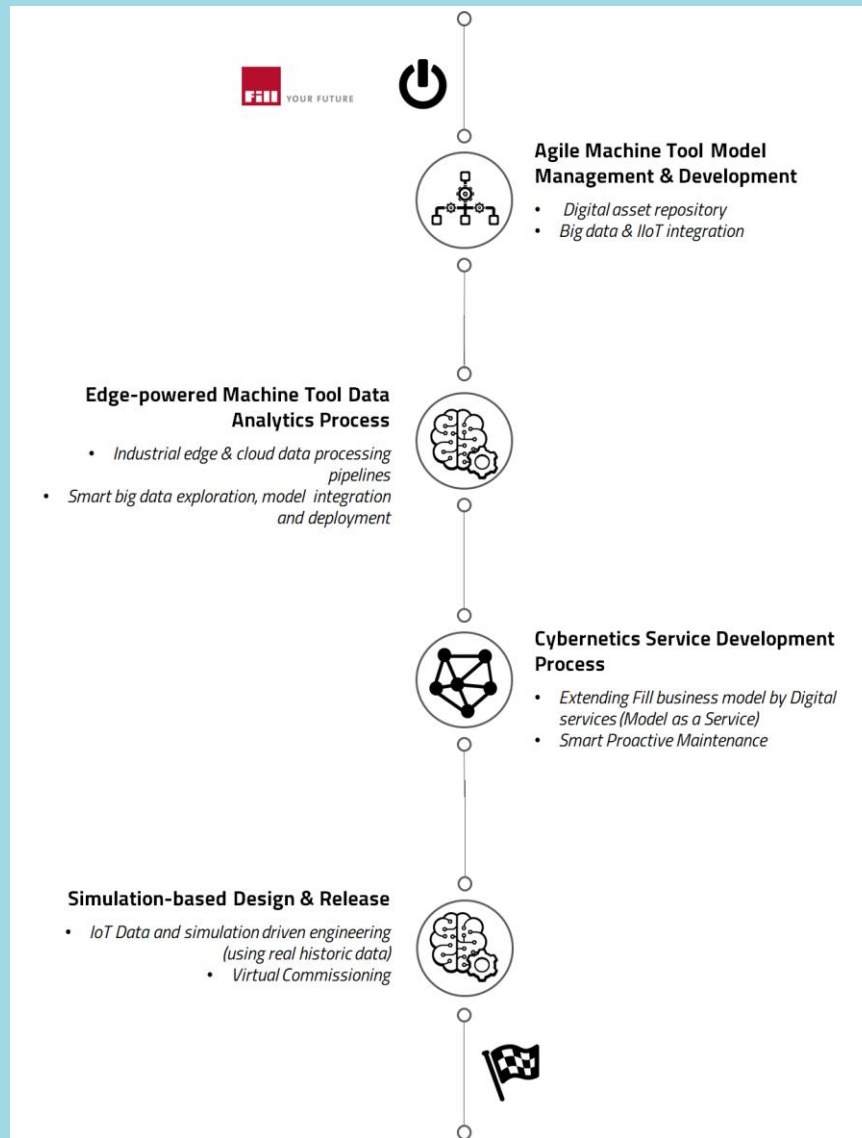 Fill YOUR FUTURE
Agile Machine Tool Model
Management & Development
• Digital asset repository
• Big data & IIoT integration
Edge-powered Machine Tool Data
Analytics Process
• Industrial edge & cloud data processing
pipelines
• Smart big data exploration, model integration
and deployment
Cybernetics Service Development
Process
• Extending Fill business model by Digital
services (Model as a Service)
• Smart Proactive Maintenance
Simulation-based Design & Release
• IoT Data and simulation driven engineering
(using real historic data)
• Virtual Commissioning